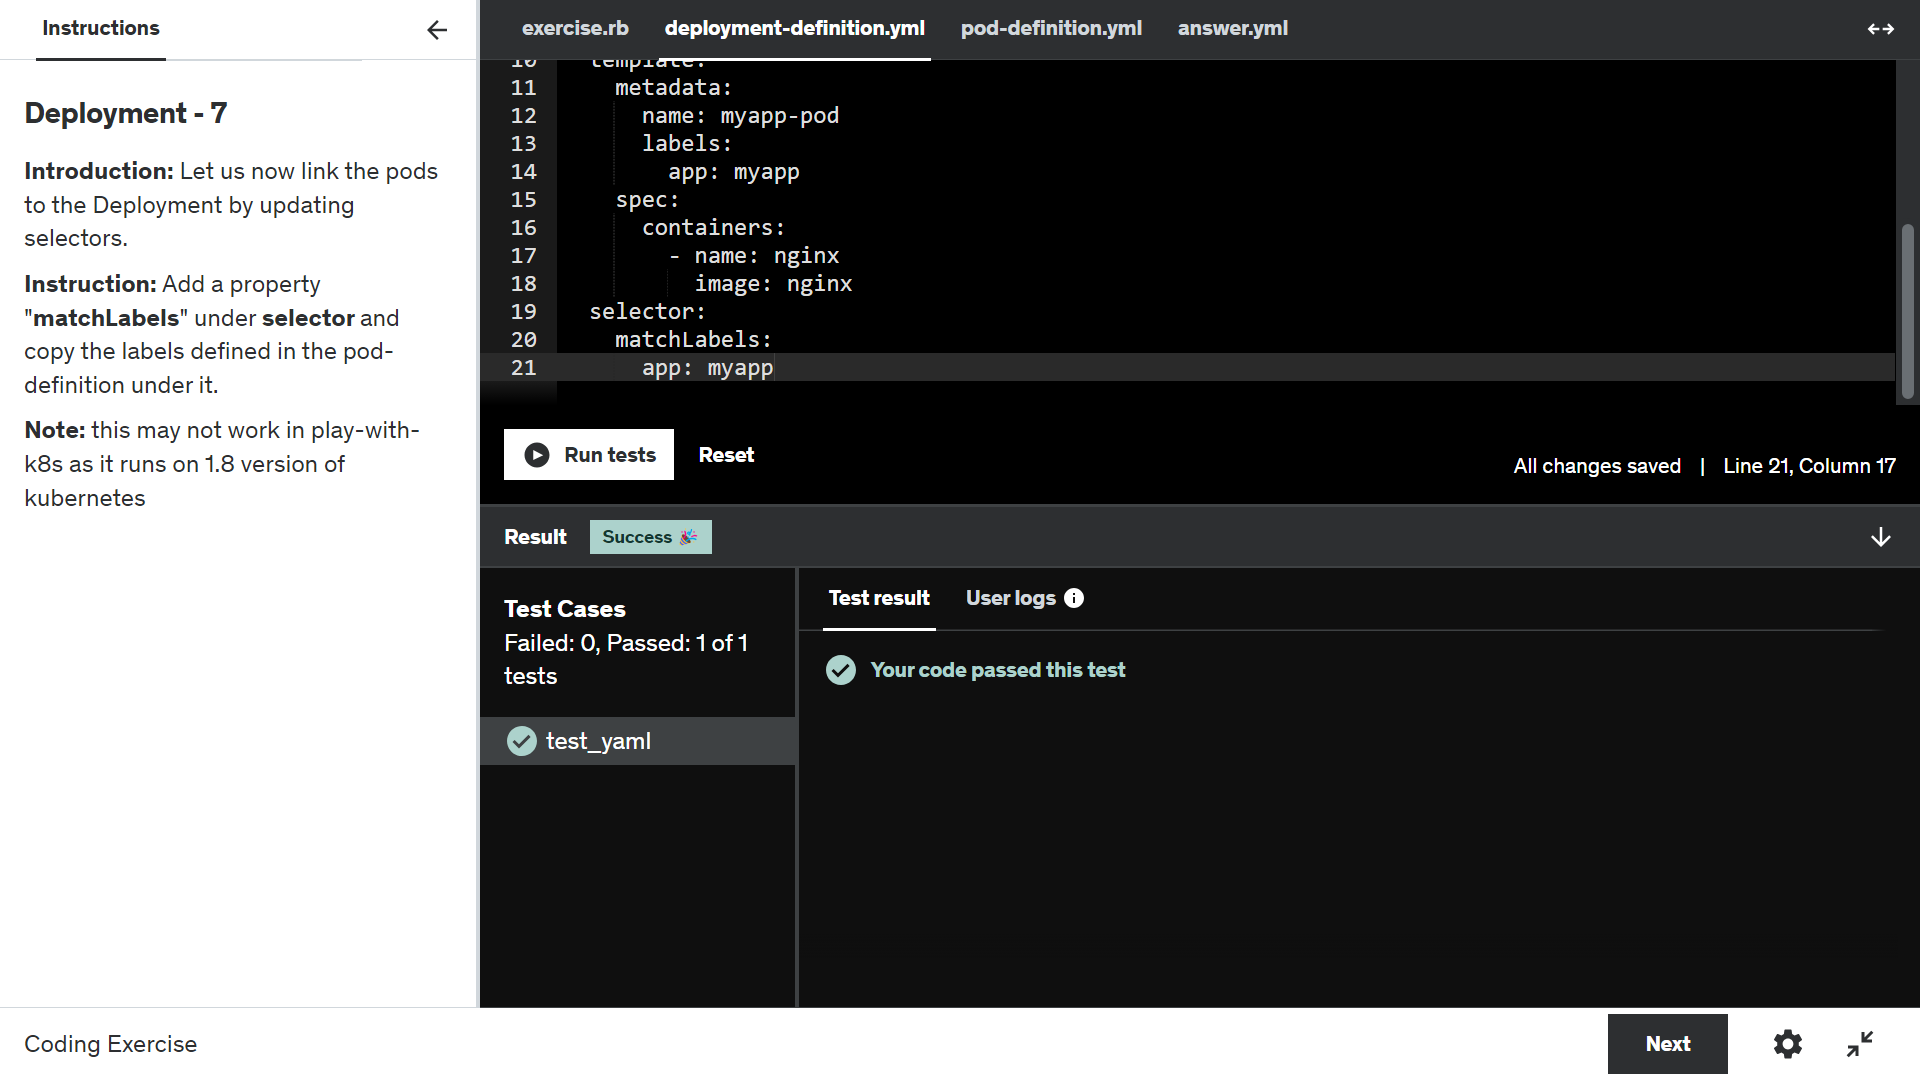 Instructions
Deployment - 7
Introduction: Let us now link the pods
to the Deployment by updating
selectors.
Instruction: Add a property
"matchLabels" under selector and
copy the labels defined in the pod-
definition under it.
Note: this may not work in play-with-
k8s as it runs on 1.8 version of
kubernetes
exercise.rb
deployment-definition.yml
pod-definition.yml
answer.yml
10 template:
11 metadata:
12 name: myapp-pod
13 labels:
14 app: myapp
15 spec:
16 containers:
17 - name: nginx
18 image: nginx
19 selector:
20 matchLabels:
21 app: myapp
Run tests
Reset
All changes saved | Line 21, Column 17
Result
Success
Test Cases
Failed: 0, Passed: 1 of 1
tests
test_yaml
Test result
User logs
Your code passed this test
Coding Exercise
Next